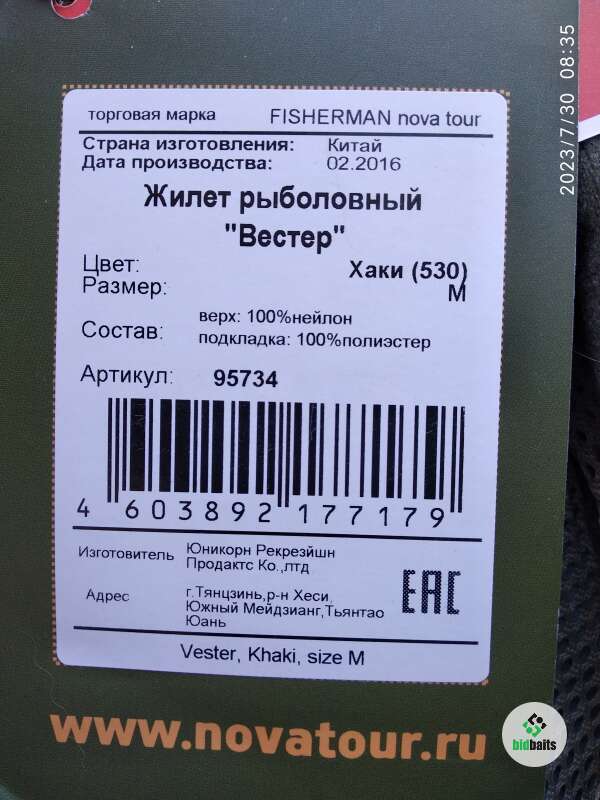 2023/7/30 08:35
торговая марка FISHERMAN nova tour
Страна изготовления: Китай
Дата производства: 02.2016
Жилет рыболовный
"Вестер"
Цвет: Хаки (530)
Размер: M
Состав: верх: 100%нейлон
подкладка: 100%полиэстер
Артикул: 95734
4 603892 177179
Изготовитель Юникорн Рекрезйшн
Продактс Ко.,лтд
Адрес г.Тянцзинь,р-н Хеси,
Южный Мейдзианг,Тьянтао
Юань
EAC
Vester, Khaki, size M
www.novatour.ru
bidbaits